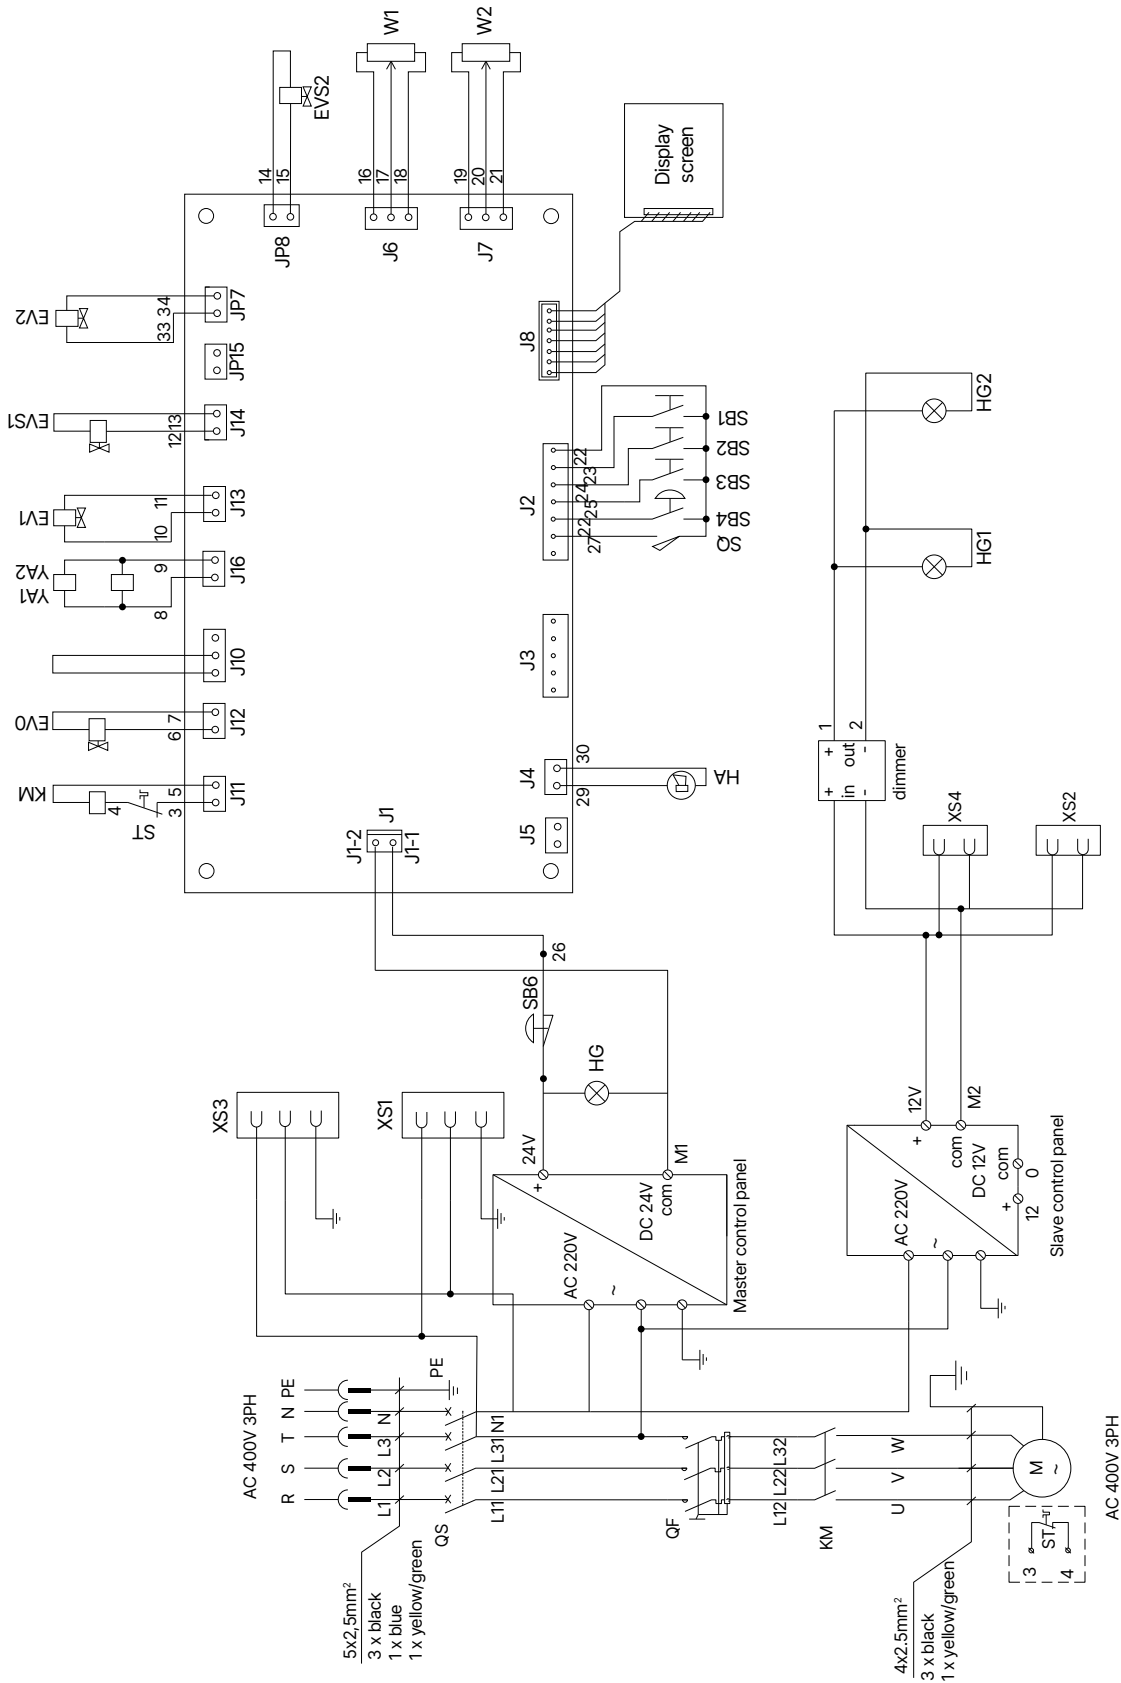 W1
W2
EVS2
14
15
16
17
18
19
20
21
JP8
J6
J7
Display
screen
EV2
33
34
JP7
JP15
EVS1
12
13
J14
EV1
10
11
J13
YA2
YA1
8
9
J16
J10
EV0
6
7
J12
KM
4
5
3
ST
J11
J8
J2
22
23
24
25
22
27
SB1
SB2
SB3
SB4
SQ
J3
J4
30
29
HA
J5
J1
J1-2
J1-1
26
SB6
HG
24V
M1
+
DC 24V
com
AC 220V
~
Master control panel
XS3
XS1
HG2
HG1
1
2
+ out -
+ in -
dimmer
XS4
XS2
12V
M2
+
com
DC 12V
com
+
12
0
AC 220V
~
Slave control panel
AC 400V 3PH
R
S
T
N
PE
L1
L2
L3
N
PE
QS
L11
L21
L31
N1
QF
L12
L22
L32
KM
U
V
W
M
~
AC 400V 3PH
ST
3
4
5x2,5mm²
3 x black
1 x blue
1 x yellow/green
4x2.5mm²
3 x black
1 x yellow/green